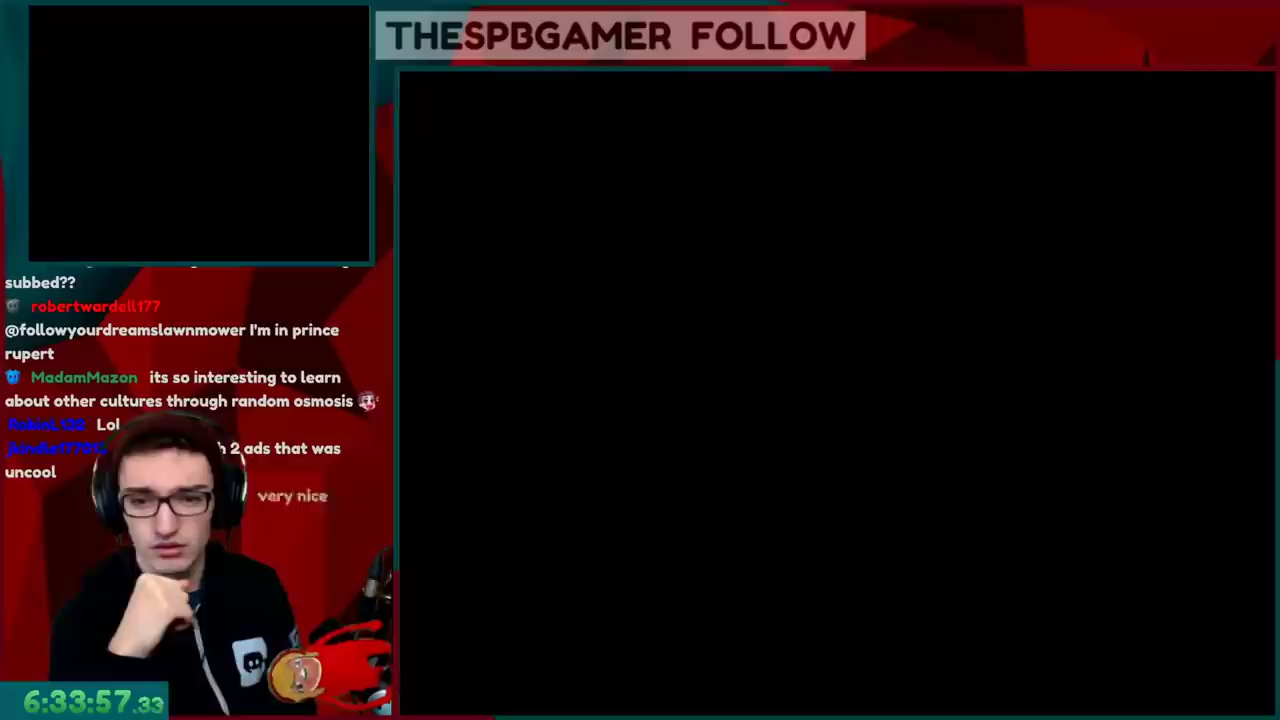 THESPBGAMER FOLLOW
subbed??
robertwardell177
@followyourdreamslawnmower I'm in prince
rupert
MadamMazon its so interesting to learn
about other cultures through random osmosis
RobinL132 Lol
2 ads that was
uncool
very nice
6:33:57.33